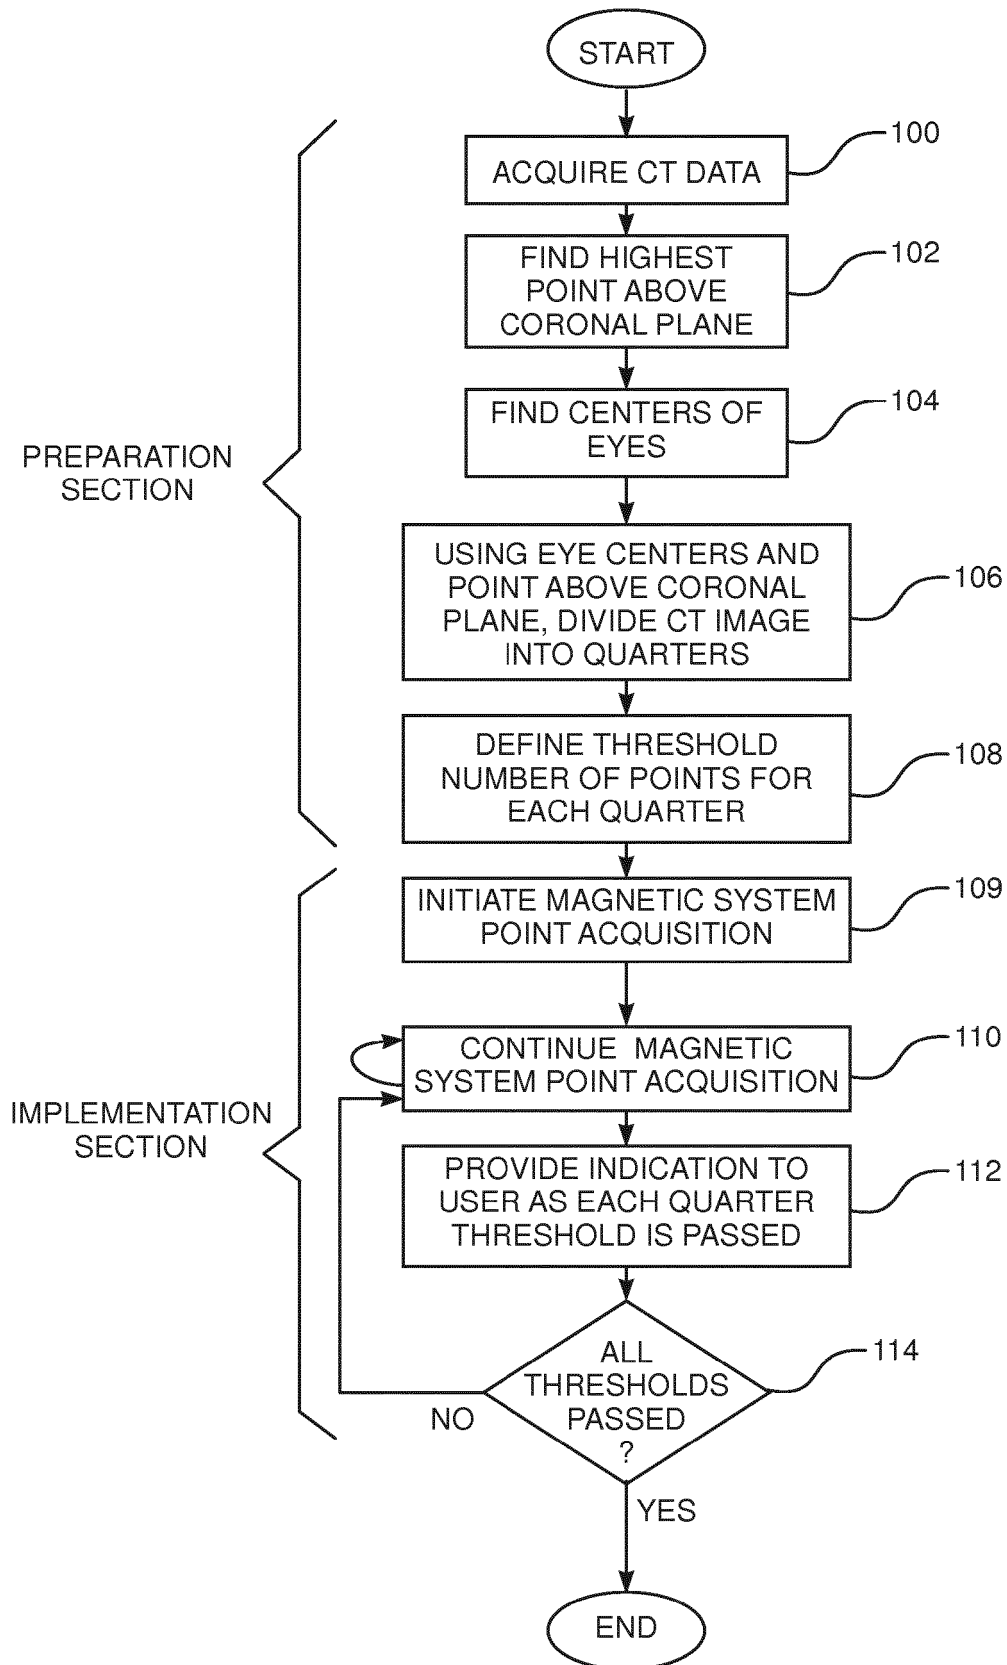 START
ACQUIRE CT DATA
100
FIND HIGHEST
POINT ABOVE
CORONAL PLANE
102
FIND CENTERS OF
EYES
104
PREPARATION
SECTION
USING EYE CENTERS AND
POINT ABOVE CORONAL
PLANE, DIVIDE CT IMAGE
INTO QUARTERS
106
DEFINE THRESHOLD
NUMBER OF POINTS FOR
EACH QUARTER
108
INITIATE MAGNETIC SYSTEM
POINT ACQUISITION
109
CONTINUE MAGNETIC
SYSTEM POINT ACQUISITION
110
IMPLEMENTATION
SECTION
PROVIDE INDICATION TO
USER AS EACH QUARTER
THRESHOLD IS PASSED
112
ALL
THRESHOLDS
PASSED
?
114
NO
YES
END